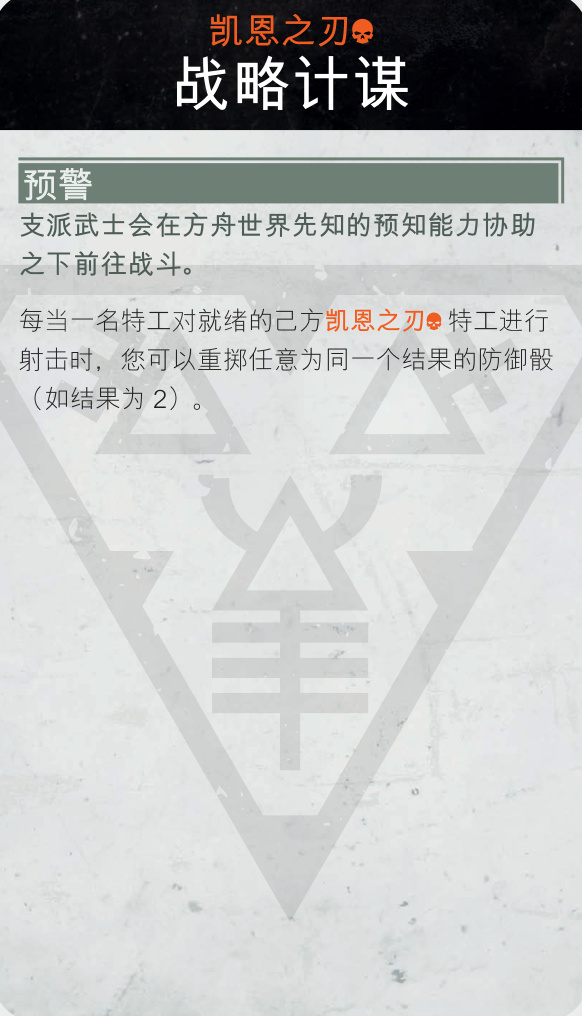 凯恩之刃
战略计谋
预警
支派武士会在方舟世界先知的预知能力协助
之下前往战斗。
每当一名特工对就绪的己方凯恩之刃 特工进行
射击时，您可以重掷任意为同一个结果的防御骰
（如结果为 2）。